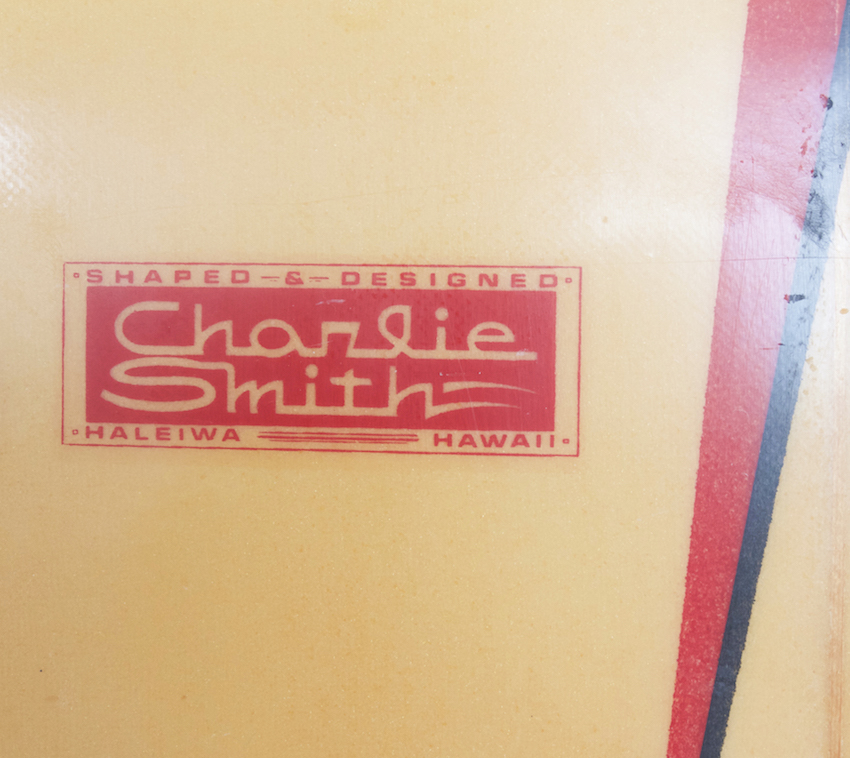 SHAPED & DESIGNED
Charlie
Smith
HALEIWA HAWAII